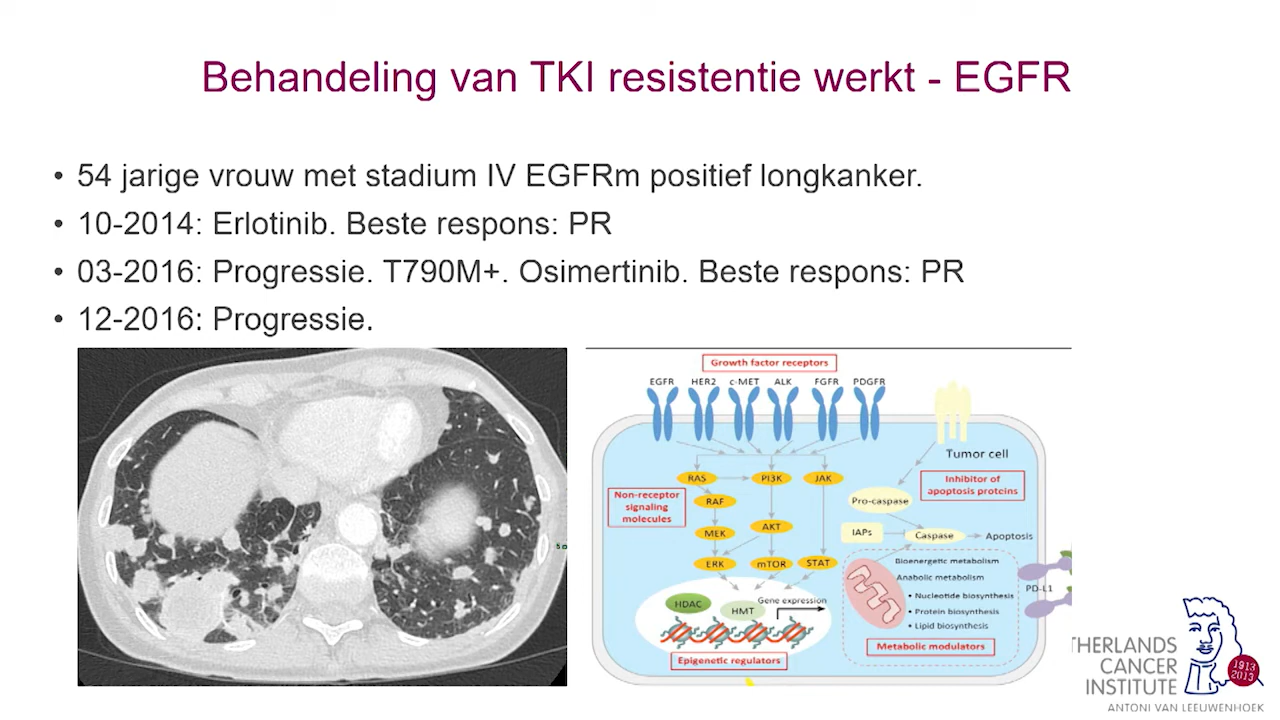 Behandeling van TKI resistentie werkt - EGFR
• 54 jarige vrouw met stadium IV EGFRm positief longkanker.
• 10-2014: Erlotinib. Beste respons: PR
• 03-2016: Progressie. T790M+. Osimertinib. Beste respons: PR
• 12-2016: Progressie.
Growth factor receptors
EGFR HER2 c-MET ALK FGFR PDGFR
Tumor cell
RAS PI3K JAK
Inhibitor of
apoptosis proteins
Non-receptor
signaling
molecules
RAF
Pro-caspase
MEK
AKT
IAPs
Caspase
Apoptosis
ERK mTOR STAT
Bioenergetic metabolism
Anabolic metabolism
• Nucleotide biosynthesis
• Protein biosynthesis
• Lipid biosynthesis
PD-L1
HDAC
HMT
Gene expression
Metabolic modulators
Epigenetic regulators
THERLANDS
CANCER
INSTITUTE
ANTONI VAN LEEUWENHOEK
1913
2013